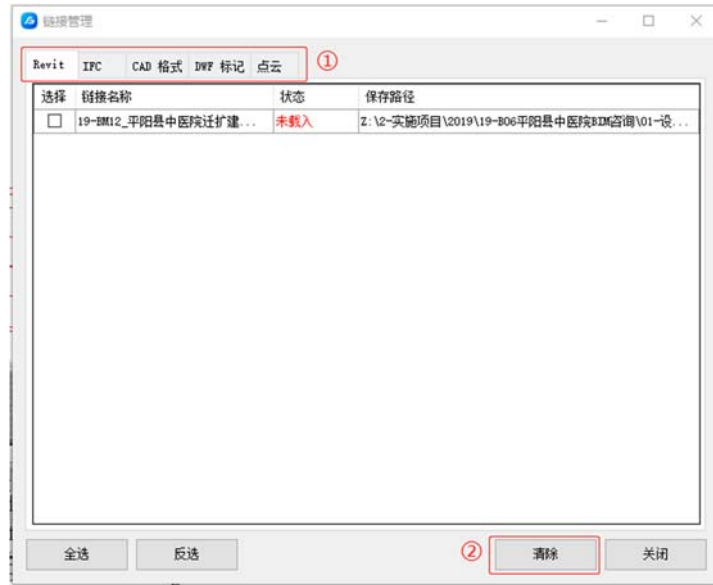 链接管理
Revit IFC CAD 格式 DWF 标记 点云 ①
选择 链接名称 状态 保存路径
19-BM12_平阳县中医院迁扩建... 未载入 Z:\2-实施项目\2019\19-B06平阳县中医院BIM咨询\01-设...
全选 反选 ② 清除 关闭